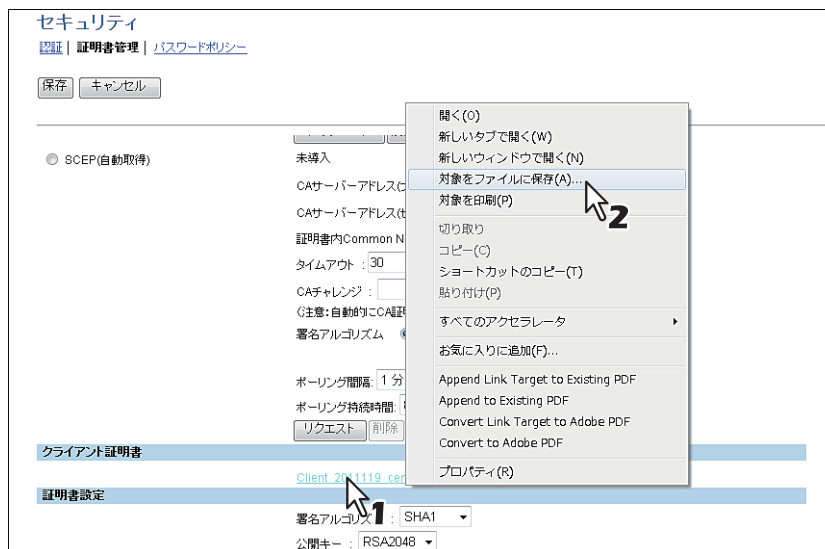 セキュリティ
認証 | 証明書管理 | パスワードポリシー
保存 キャンセル
SCEP(自動取得)
未導入
CAサーバーアドレス(
CAサーバーアドレス(
証明書内Common N
タイムアウト : 30
CAチャレンジ :
(注意:自動的にCA証明
署名アルゴリズム
ポーリング間隔: 1 分
ポーリング持続時間:
リクエスト 削除
開く(O)
新しいタブで開く(W)
新しいウィンドウで開く(N)
対象をファイルに保存(A)...
対象を印刷(P)
2
切り取り
コピー(C)
ショートカットのコピー(T)
貼り付け(P)
すべてのアクセラレータ
お気に入りに追加(F)...
Append Link Target to Existing PDF
Append to Existing PDF
Convert Link Target to Adobe PDF
Convert to Adobe PDF
プロパティ(R)
クライアント証明書
Client_2011119_cer
1
証明書設定
署名アルゴリズム : SHA1
公開キー : RSA2048